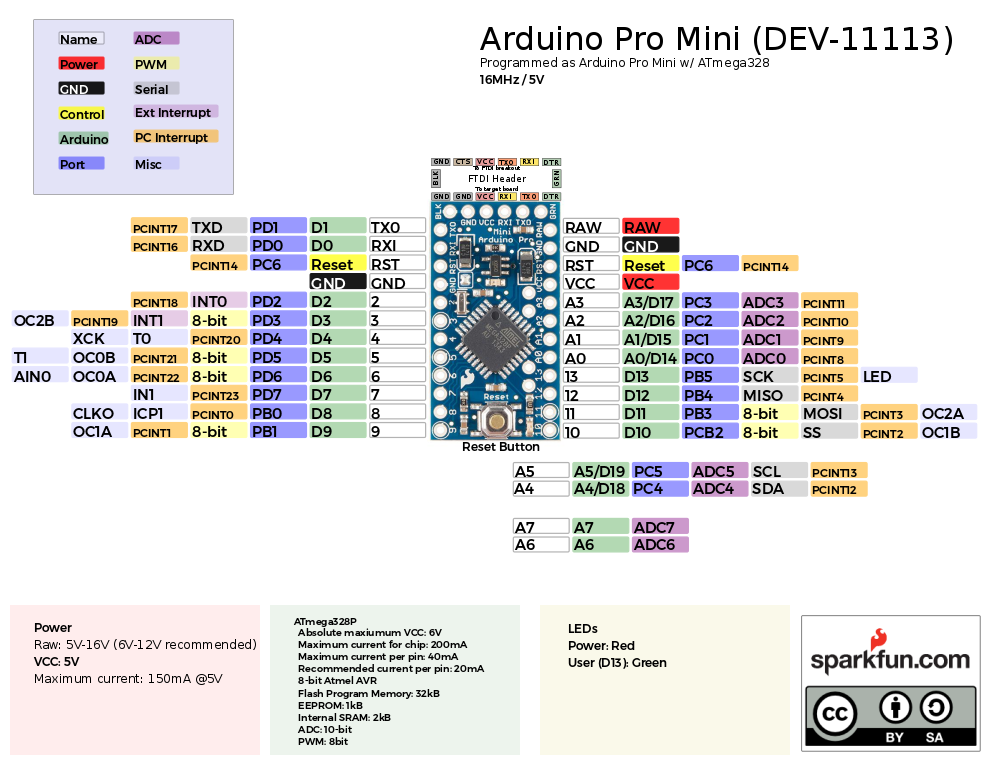 Arduino Pro Mini (DEV-11113)
Programmed as Arduino Pro Mini w/ ATmega328
16MHz / 5V
Name ADC
Power PWM
GND Serial
Control Ext Interrupt
Arduino PC Interrupt
Port Misc
GND CTS VCC TXO RXI DTR
To FTDI breakout
BLK FTDI Header GRN
To target board
GND GND VCC RXI TXO DTR
BLK GND VCC RXI TXO GRN
Mini
Arduino Pro
Reset
PCINT17 TXD PD1 D1 TX0 RAW RAW
PCINT16 RXD PD0 D0 RXI GND GND
PCINT14 PC6 Reset RST RST Reset PC6 PCINT14
GND GND VCC VCC
PCINT18 INT0 PD2 D2 2 A3 A3/D17 PC3 ADC3 PCINT11
OC2B PCINT19 INT1 8-bit PD3 D3 3 A2 A2/D16 PC2 ADC2 PCINT10
XCK T0 PCINT20 PD4 D4 4 A1 A1/D15 PC1 ADC1 PCINT9
T1 OC0B PCINT21 8-bit PD5 D5 5 A0 A0/D14 PC0 ADC0 PCINT8
AIN0 OC0A PCINT22 8-bit PD6 D6 6 13 D13 PB5 SCK PCINT5 LED
IN1 PCINT23 PD7 D7 7 12 D12 PB4 MISO PCINT4
CLKO ICP1 PCINT0 PB0 D8 8 11 D11 PB3 8-bit MOSI PCINT3 OC2A
OC1A PCINT1 8-bit PB1 D9 9 10 D10 PCB2 8-bit SS PCINT2 OC1B
Reset Button
A5 A5/D19 PC5 ADC5 SCL PCINT13
A4 A4/D18 PC4 ADC4 SDA PCINT12
A7 A7 ADC7
A6 A6 ADC6
Power
Raw: 5V-16V (6V-12V recommended)
VCC: 5V
Maximum current: 150mA @5V
ATmega328P
Absolute maxiumum VCC: 6V
Maximum current for chip: 200mA
Maximum current per pin: 40mA
Recommended current per pin: 20mA
8-bit Atmel AVR
Flash Program Memory: 32kB
EEPROM: 1kB
Internal SRAM: 2kB
ADC: 10-bit
PWM: 8bit
LEDs
Power: Red
User (D13): Green
sparkfun.com
cc
BY SA